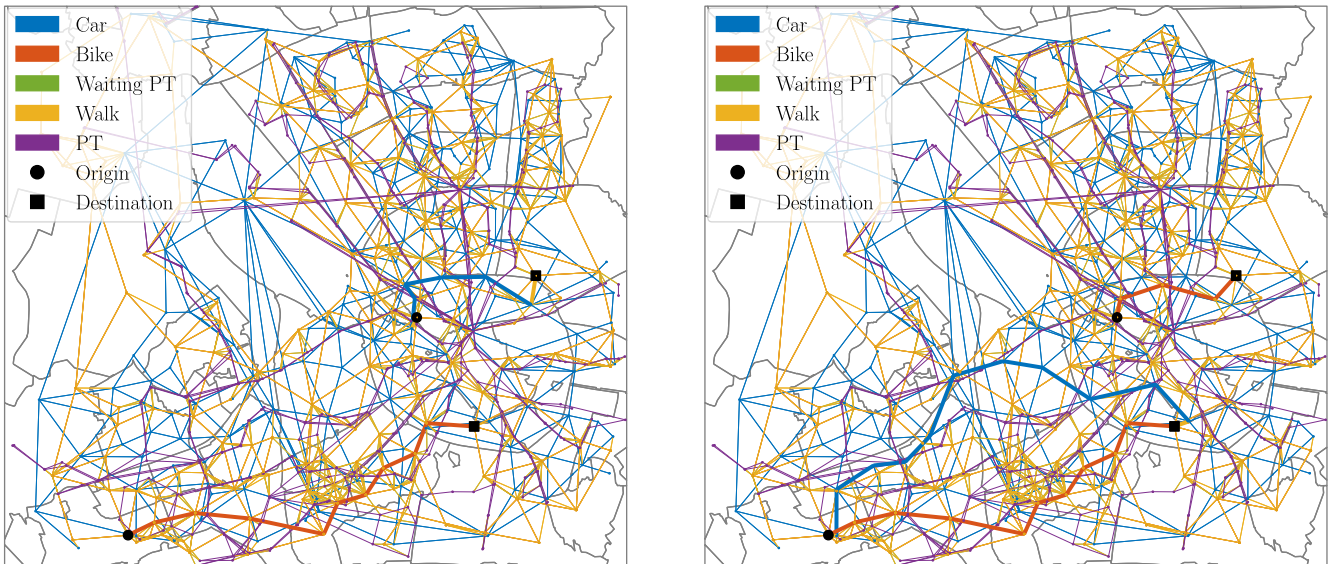 Car
Bike
Waiting PT
Walk
PT
Origin
Destination
Car
Bike
Waiting PT
Walk
PT
Origin
Destination